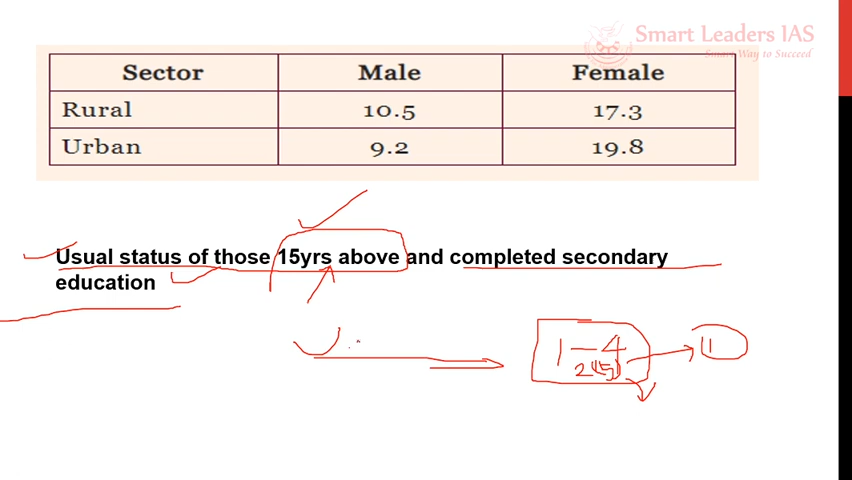 Smart Leaders IAS
Smart Way to Succeed
Sector Male Female
Rural 10.5 17.3
Urban 9.2 19.8
Usual status of those 15yrs above and completed secondary
education
1-4